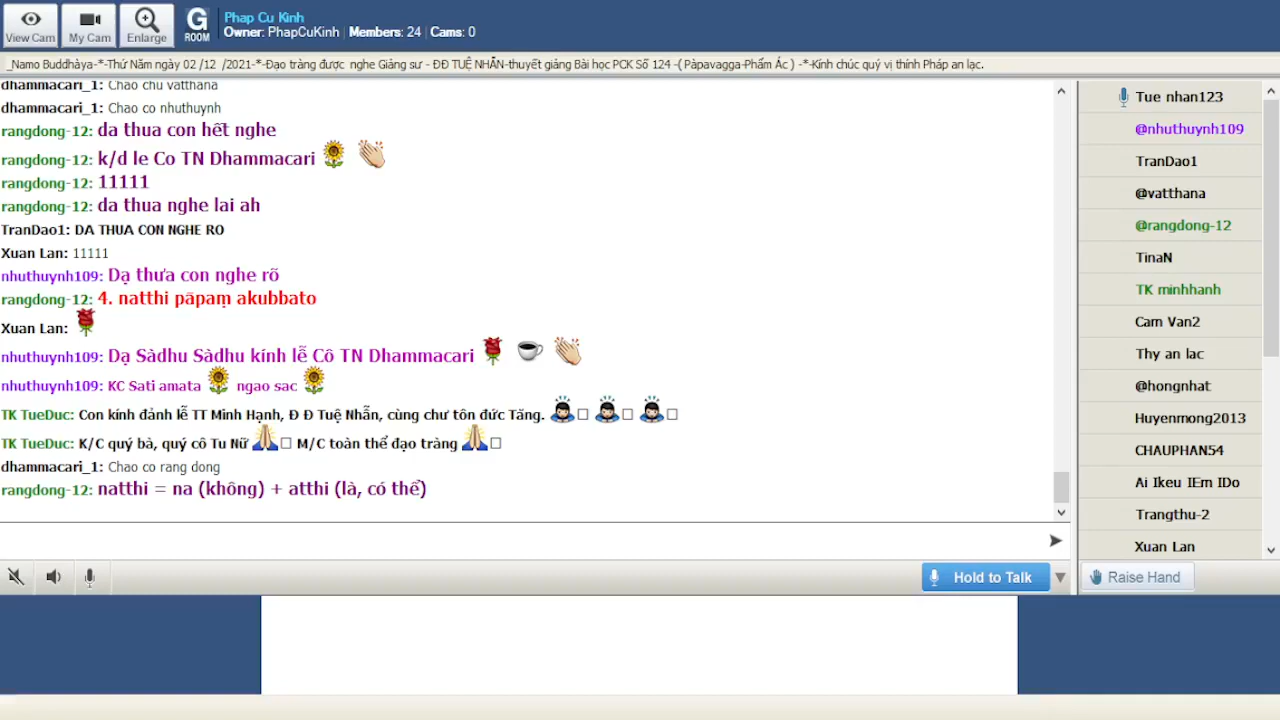 View Cam
My Cam
Enlarge
G
ROOM
Phap Cu Kinh
Owner: PhapCuKinh | Members: 24 | Cams: 0
_Namo Buddhàya-*-Thứ Năm ngày 02 /12 /2021-*-Đạo tràng được nghe Giảng sư - ĐĐ TUỆ NHẪN-thuyết giảng Bài học PCK Số 124 -( Pàpavagga-Phẩm Ác ) -*-Kính chúc quý vị thính Pháp an lạc.
dhammacari_1: Chao chu vatthana
dhammacari_1: Chao co nhuthuynh
rangdong-12: da thua con hết nghe
rangdong-12: k/d le Co TN Dhammacari
rangdong-12: 11111
rangdong-12: da thua nghe lai ah
TranDao1: DA THUA CON NGHE RO
Xuan Lan: 11111
nhuthuynh109: Dạ thưa con nghe rõ
rangdong-12: 4. natthi pāpaṃ akubbato
Xuan Lan:
nhuthuynh109: Dạ Sàdhu Sàdhu kính lễ Cô TN Dhammacari
nhuthuynh109: KC Sati amata ngao sac
TK TueDuc: Con kính đảnh lễ TT Minh Hạnh, Đ Đ Tuệ Nhẫn, cùng chư tôn đức Tăng.
TK TueDuc: K/C quý bà, quý cô Tu Nữ M/C toàn thể đạo tràng
dhammacari_1: Chao co rang dong
rangdong-12: natthi = na (không) + atthi (là, có thể)
Hold to Talk
Tue nhan123
@nhuthuynh109
TranDao1
@vatthana
@rangdong-12
TinaN
TK minhhanh
Cam Van2
Thy an lac
@hongnhat
Huyenmong2013
CHAUPHAN54
Ai Ikeu IEm IDo
Trangthu-2
Xuan Lan
Raise Hand